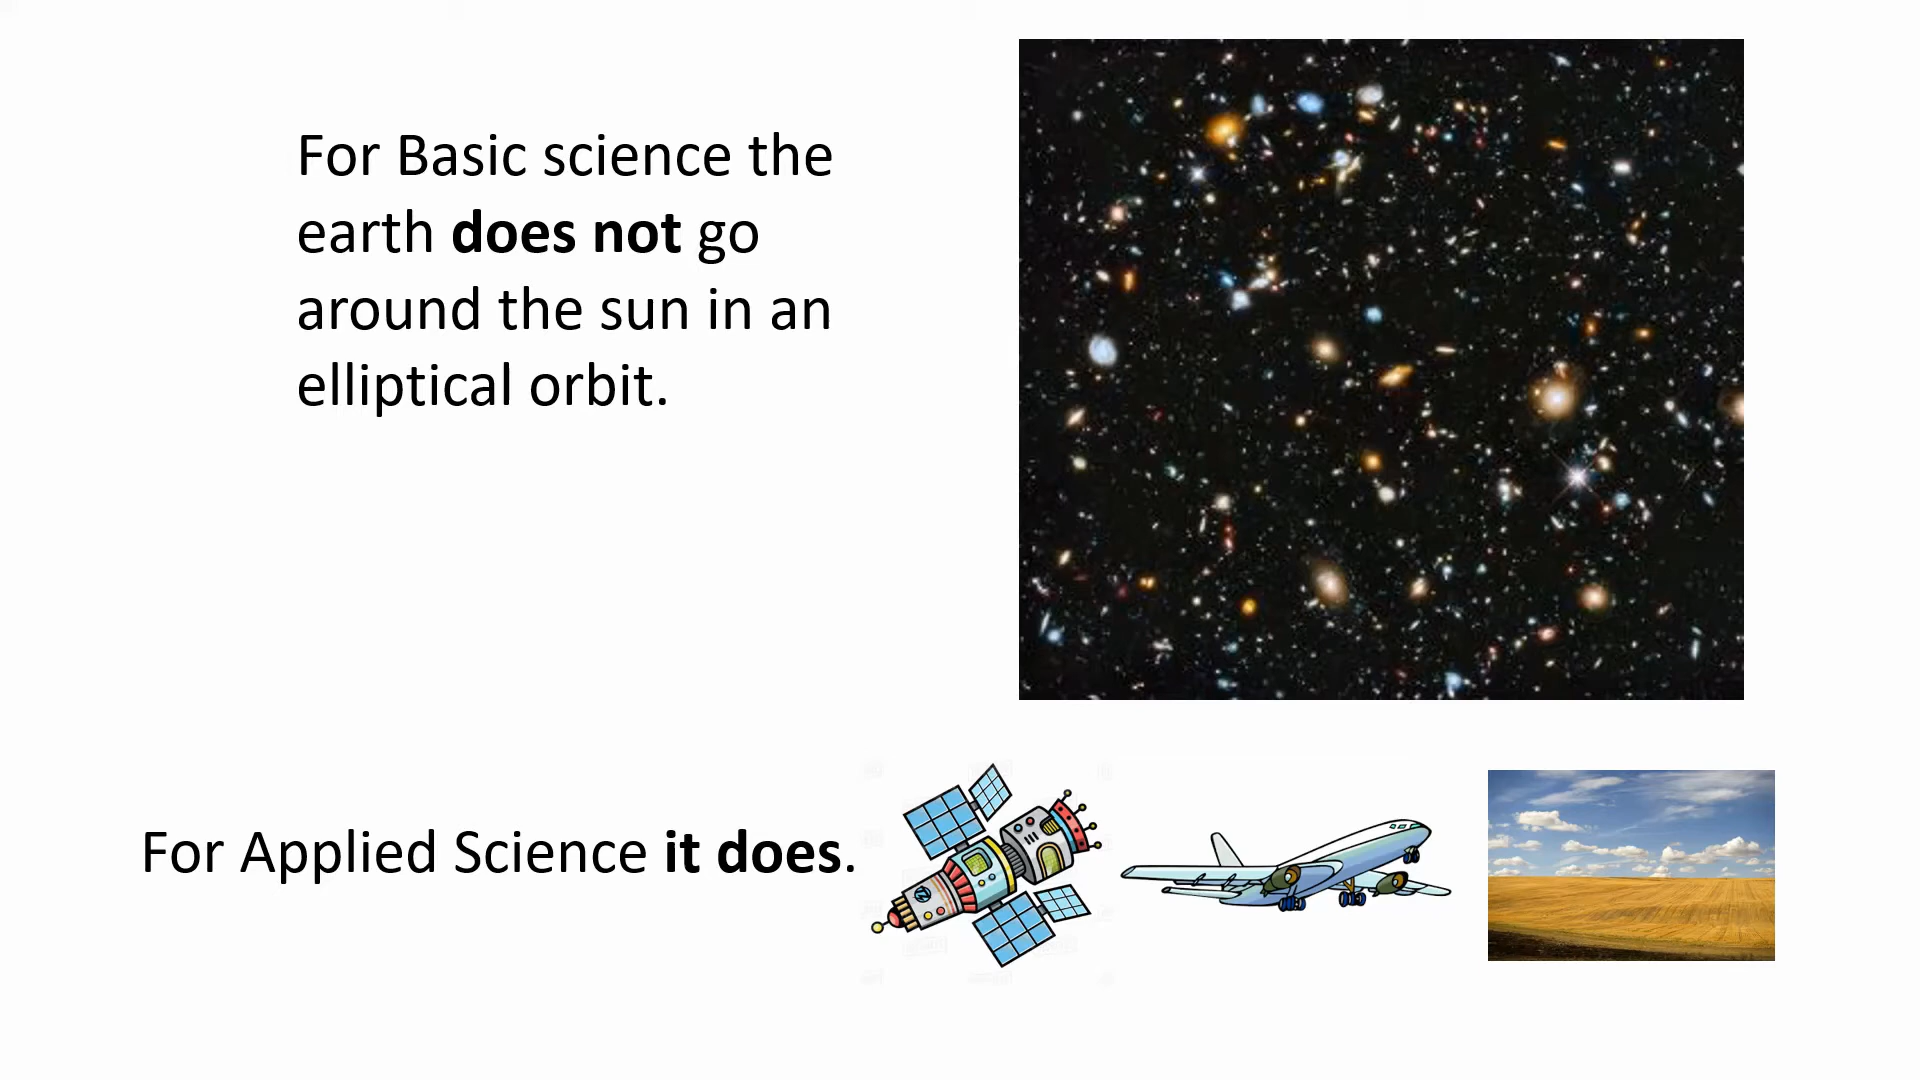 For Basic science the
earth does not go
around the sun in an
elliptical orbit.
For Applied Science it does.